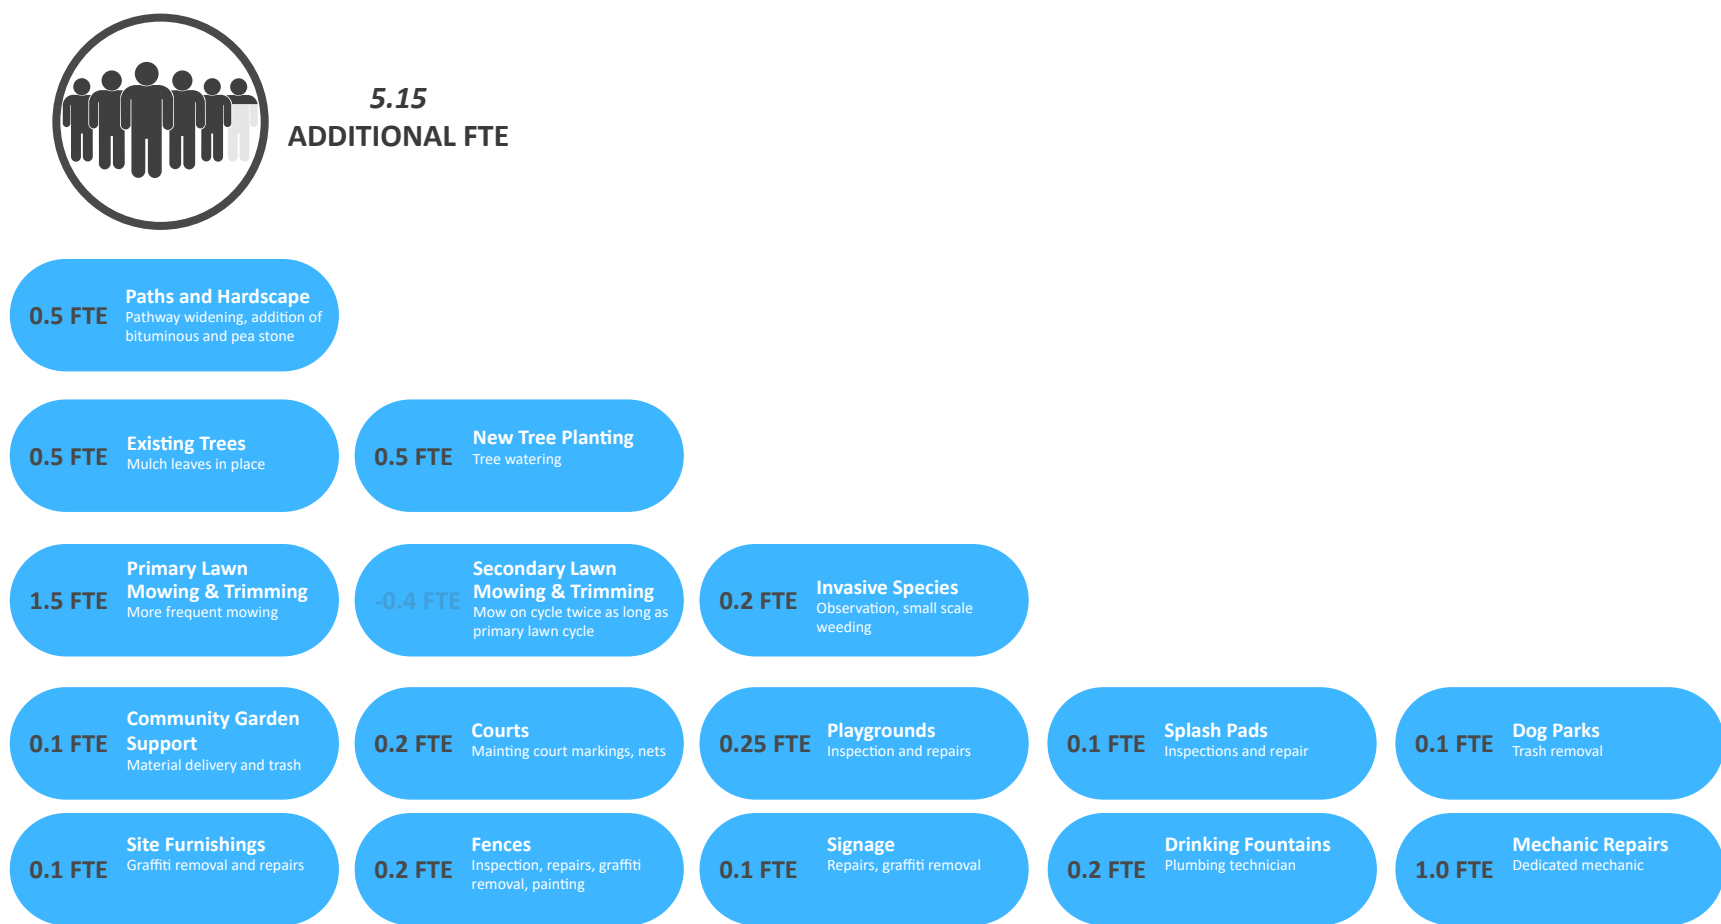 5.15
ADDITIONAL FTE
0.5 FTE
Paths and Hardscape
Pathway widening, addition of
bituminous and pea stone
0.5 FTE
Existing Trees
Mulch leaves in place
0.5 FTE
New Tree Planting
Tree watering
1.5 FTE
Primary Lawn
Mowing & Trimming
More frequent mowing
-0.4 FTE
Secondary Lawn
Mowing & Trimming
Mow on cycle twice as long as
primary lawn cycle
0.2 FTE
Invasive Species
Observation, small scale
weeding
0.1 FTE
Community Garden
Support
Material delivery and trash
0.2 FTE
Courts
Mainting court markings, nets
0.25 FTE
Playgrounds
Inspection and repairs
0.1 FTE
Splash Pads
Inspections and repair
0.1 FTE
Dog Parks
Trash removal
0.1 FTE
Site Furnishings
Graffiti removal and repairs
0.2 FTE
Fences
Inspection, repairs, graffiti
removal, painting
0.1 FTE
Signage
Repairs, graffiti removal
0.2 FTE
Drinking Fountains
Plumbing technician
1.0 FTE
Mechanic Repairs
Dedicated mechanic